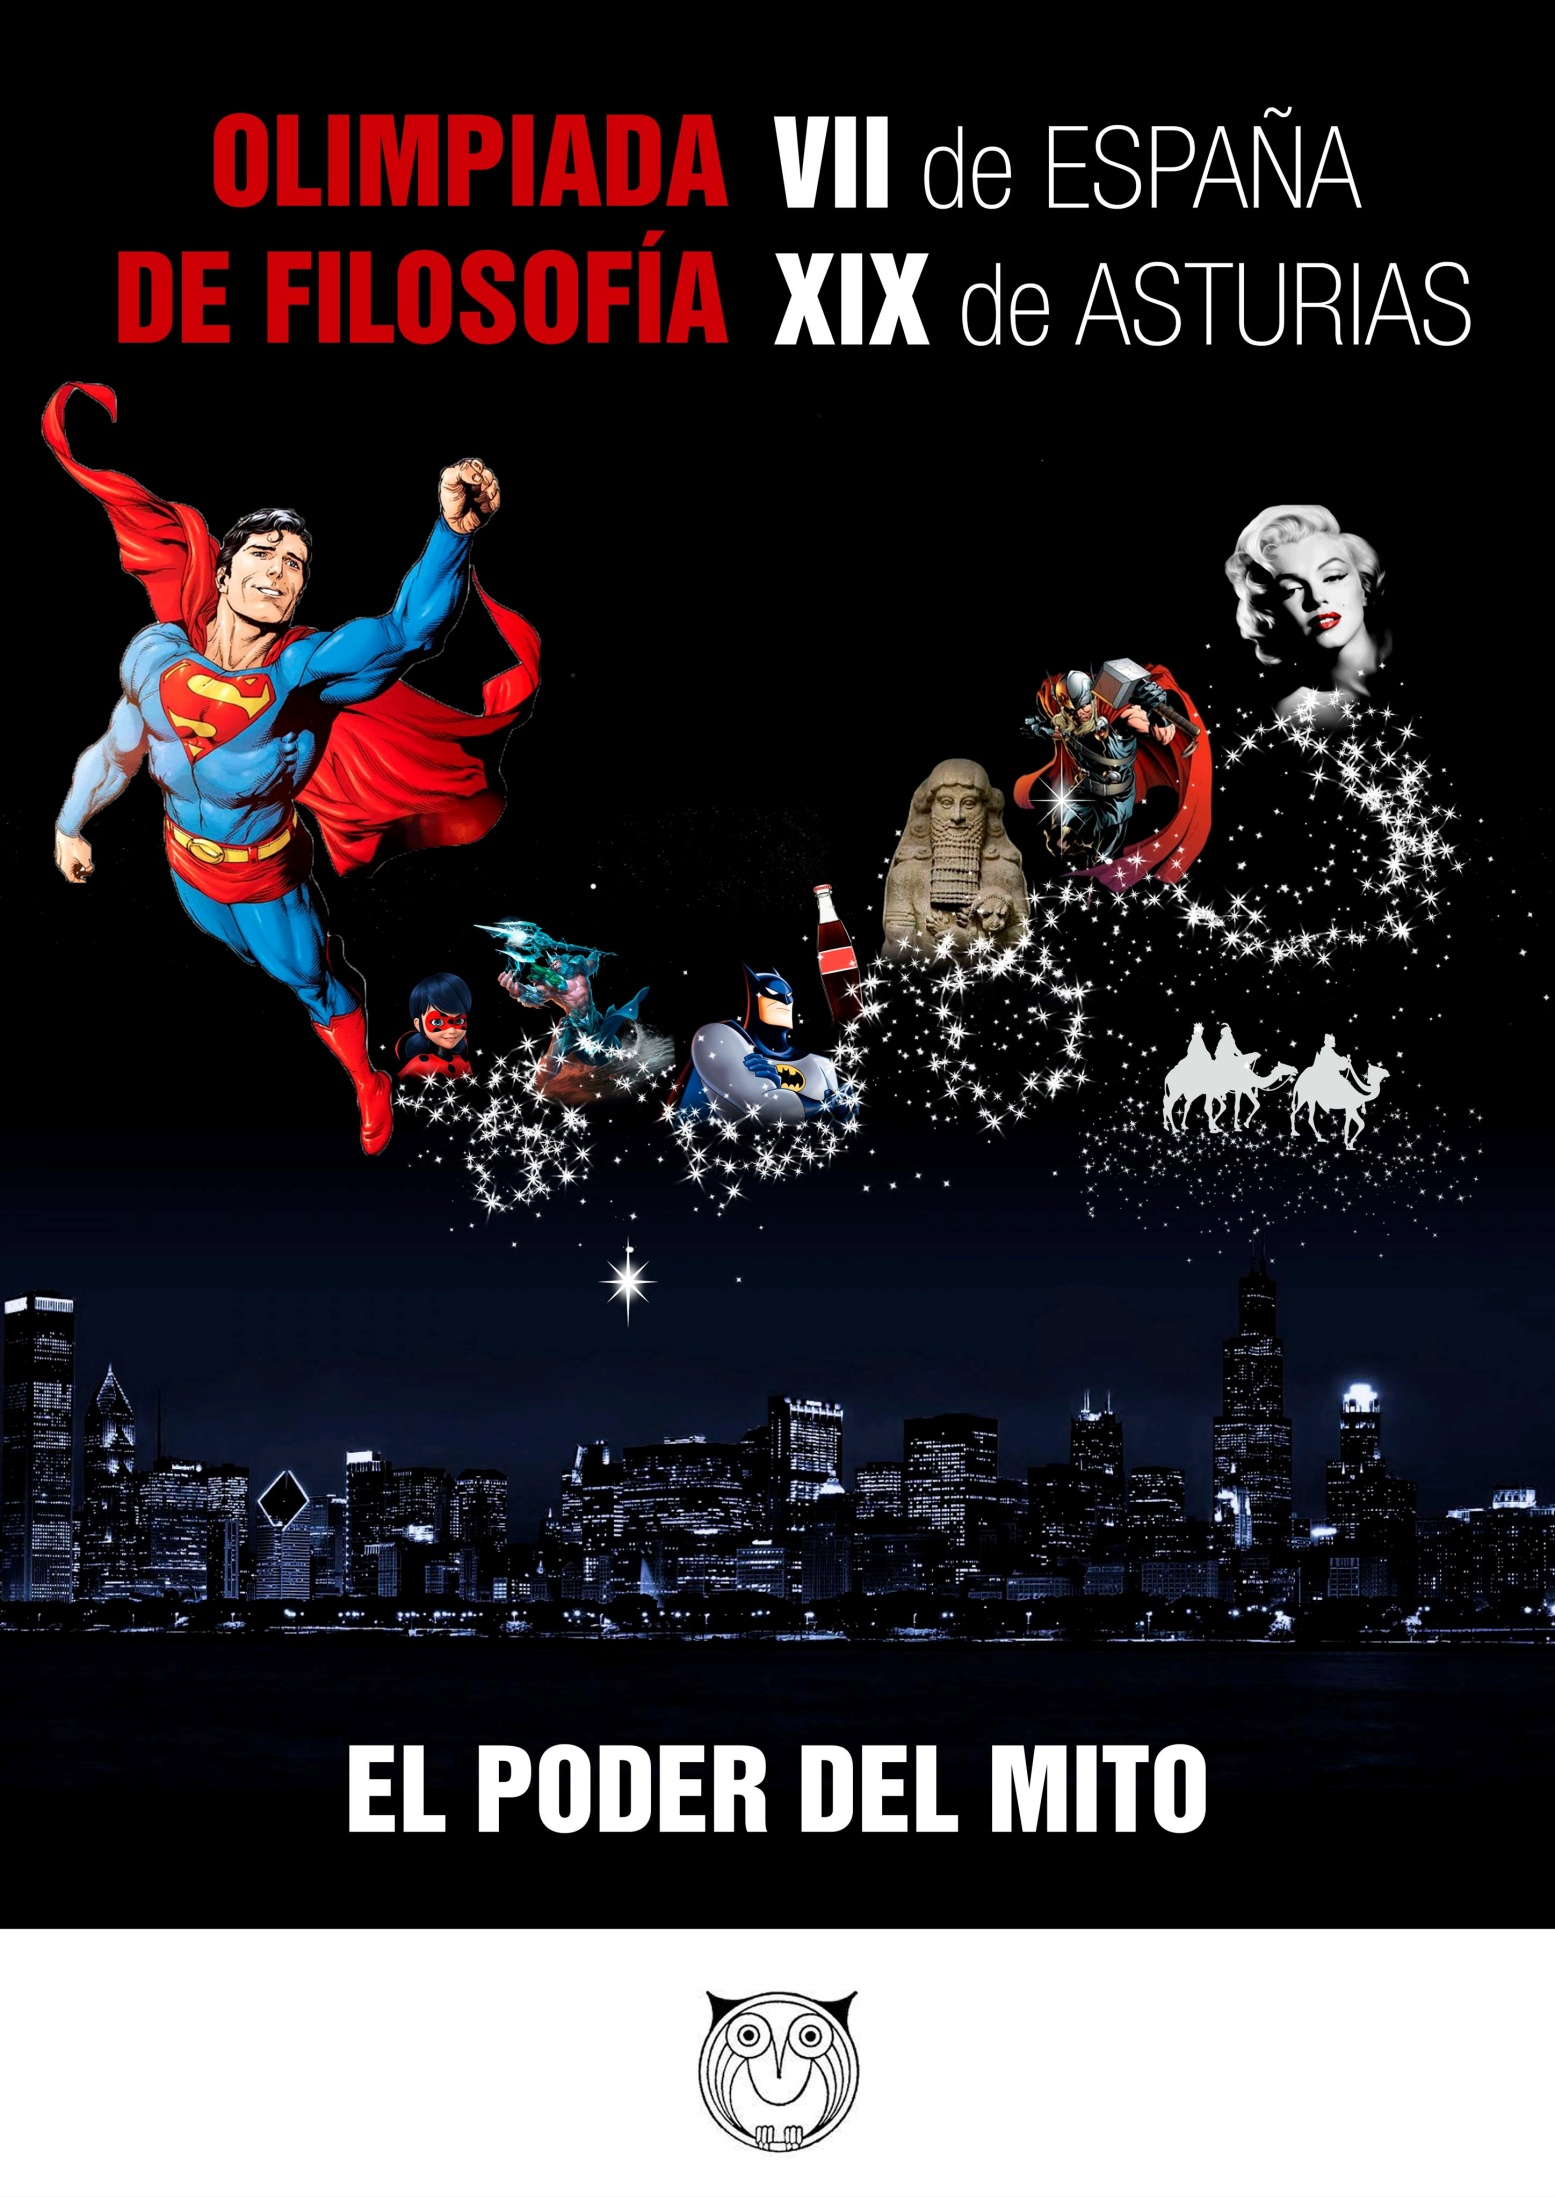 OLIMPIADA VII de ESPAÑA
DE FILOSOFÍA XIX de ASTURIAS
S
EL PODER DEL MITO